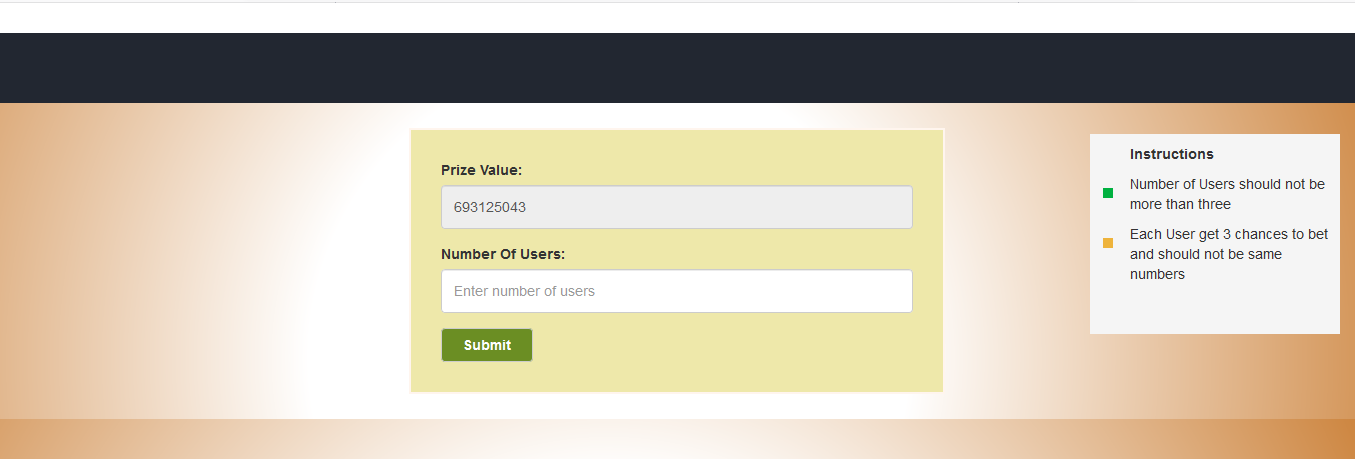 Prize Value:
693125043
Number Of Users:
Enter number of users
Submit
Instructions
Number of Users should not be
more than three
Each User get 3 chances to bet
and should not be same
numbers